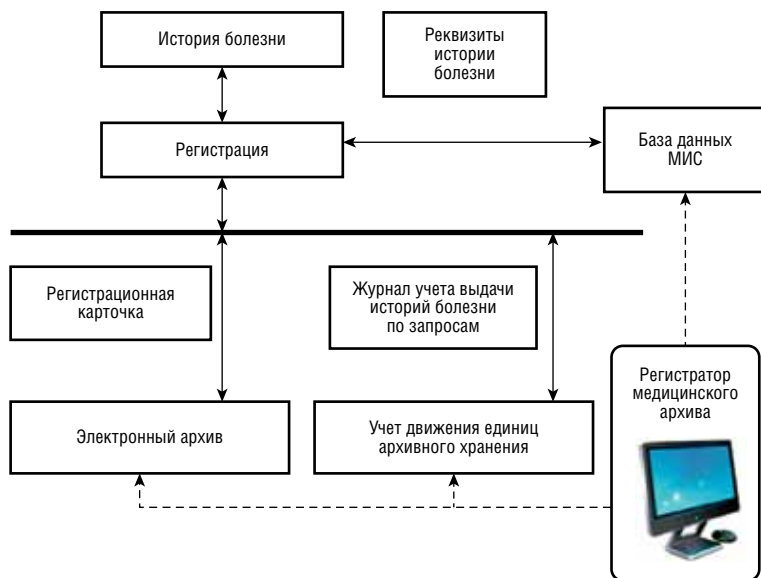 История болезни
Реквизиты
истории
болезни
Регистрация
База данных
МИС
Регистрационная
карточка
Журнал учета выдачи
историй болезни
по запросам
Регистратор
медицинского
архива
Электронный архив
Учет движения единиц
архивного хранения